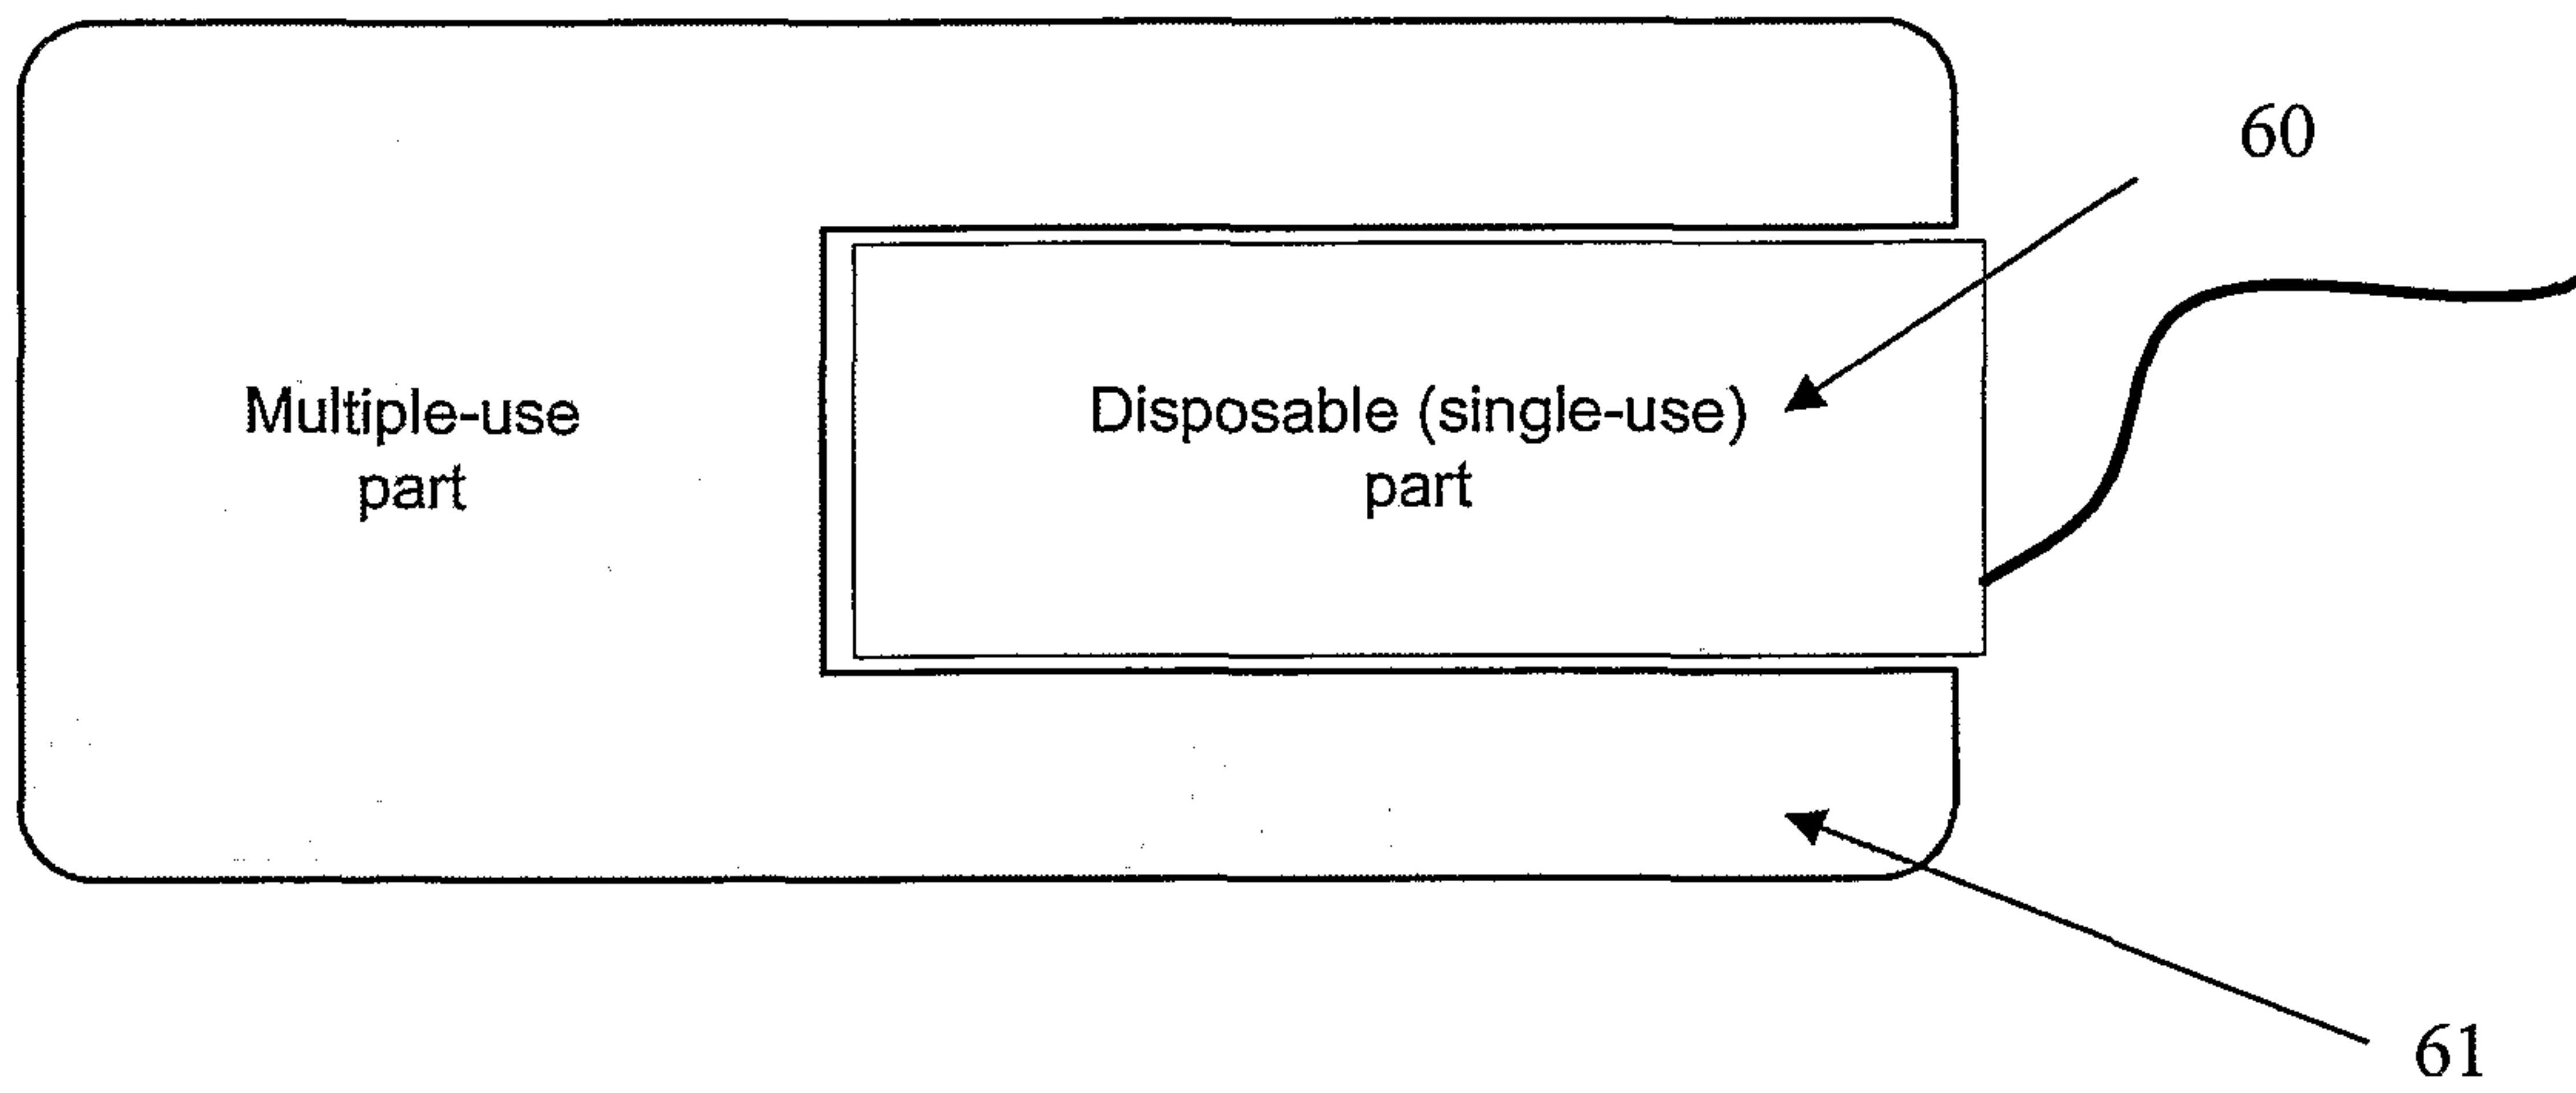 60
Multiple-use
part
Disposable (single-use)
part
61